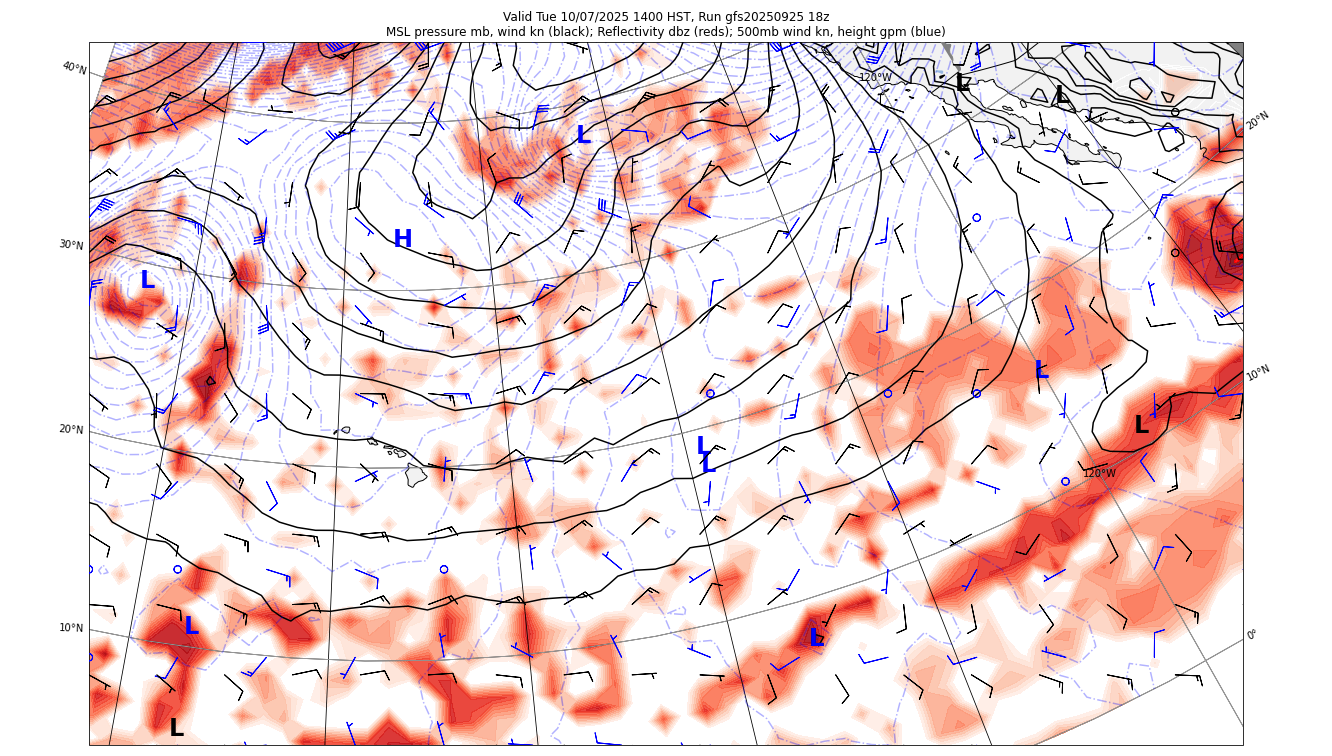 Valid Tue 10/07/2025 1400 HST, Run gfs20250925 18z
MSL pressure mb, wind kn (black); Reflectivity dbz (reds); 500mb wind kn, height gpm (blue)
40°N
120°W
L
L
20°N
L
H
30°N
L
L
10°N
20°N
L
L
L
120°W
10°N
L
L
0°
L